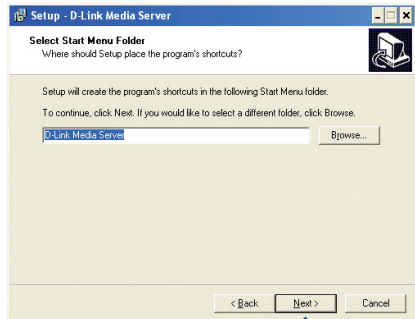 Setup - D-Link Media Server
Select Start Menu Folder
Where should Setup place the program's shortcuts?
Setup will create the program's shortcuts in the following Start Menu folder.
To continue, click Next. If you would like to select a different folder, click Browse.
D-Link Media Server
Browse...
< Back
Next >
Cancel